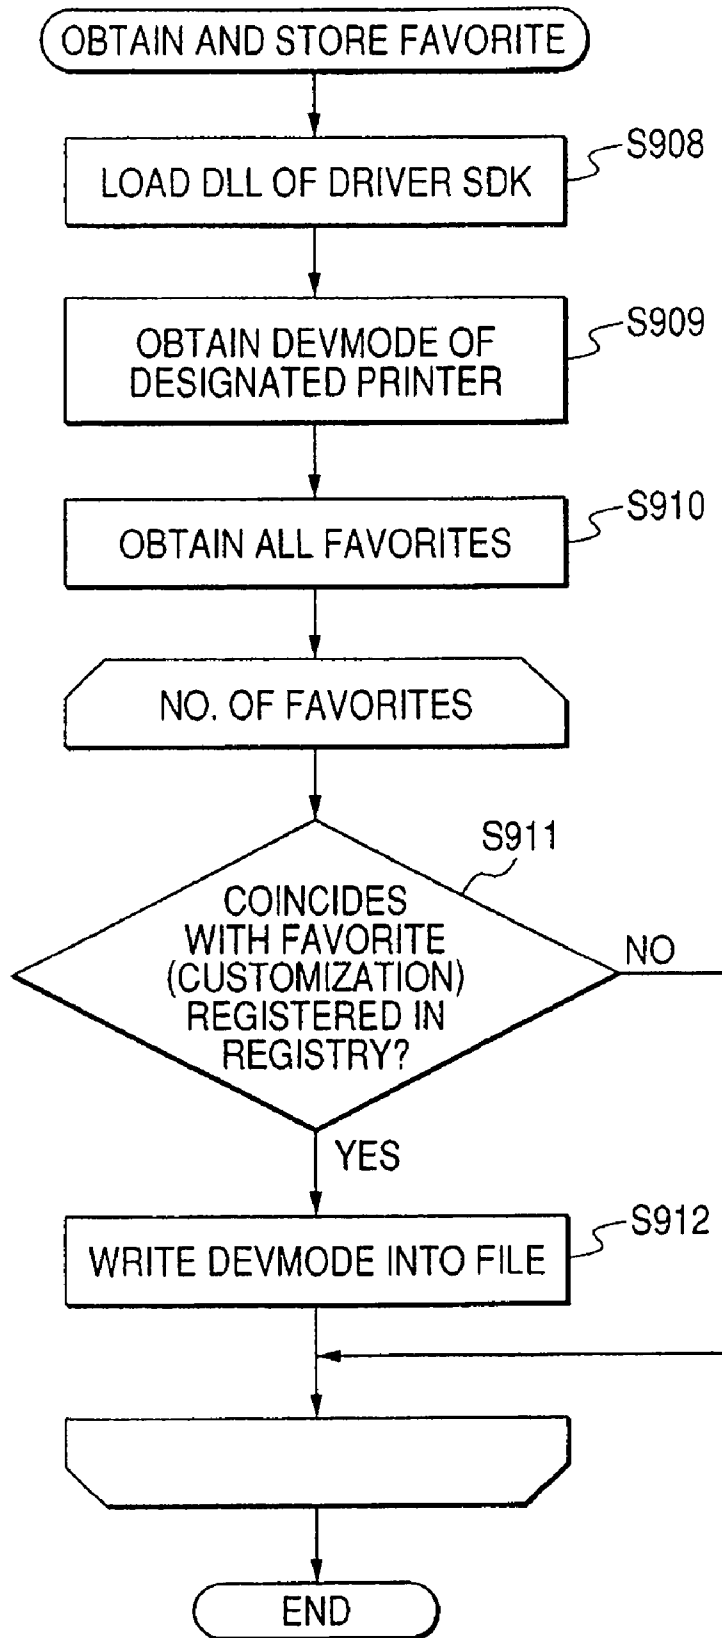 OBTAIN AND STORE FAVORITE
S908
LOAD DLL OF DRIVER SDK
S909
OBTAIN DEVMODE OF
DESIGNATED PRINTER
S910
OBTAIN ALL FAVORITES
NO. OF FAVORITES
S911
COINCIDES
WITH FAVORITE
(CUSTOMIZATION)
REGISTERED IN
REGISTRY?
NO
YES
S912
WRITE DEVMODE INTO FILE
END